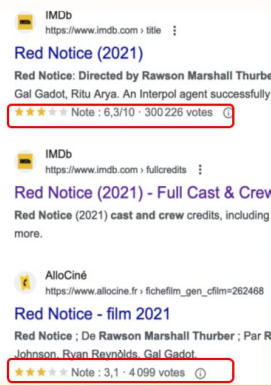 IMDb
https://www.imdb.com › title
Red Notice (2021)
Red Notice: Directed by Rawson Marshall Thurbe
Gal Gadot, Ritu Arya. An Interpol agent successfully
Note : 6,3/10 · 300 226 votes
IMDb
https://www.imdb.com › fullcredits
Red Notice (2021) - Full Cast & Crew
Red Notice (2021) cast and crew credits, including
more.
AlloCiné
https://www.allocine.fr › fichefilm_gen_cfilm=262468
Red Notice - film 2021
Red Notice ; De Rawson Marshall Thurber ; Par R
Johnson, Ryan Reynolds, Gal Gadot.
Note : 3,1 · 4 099 votes